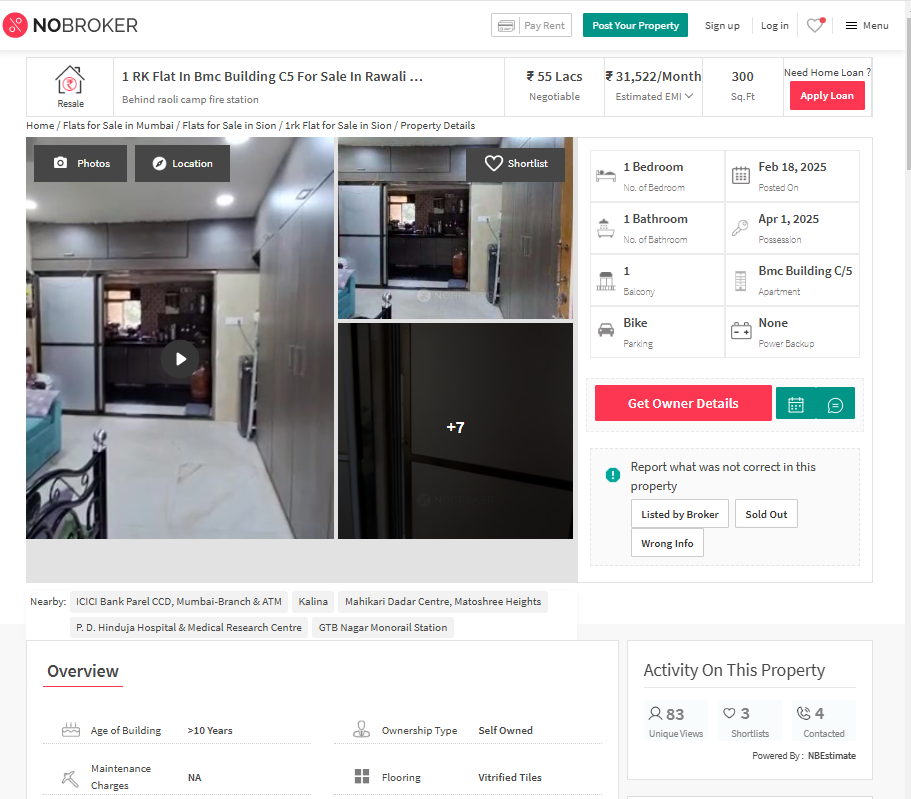 NOBROKER
Pay Rent
Post Your Property
Sign up
Log in
Menu
Resale
1 RK Flat In Bmc Building C5 For Sale In Rawali ...
Behind raoli camp fire station
₹ 55 Lacs
Negotiable
₹ 31,522/Month
Estimated EMI
300
Sq.Ft
Need Home Loan ?
Apply Loan
Home / Flats for Sale in Mumbai / Flats for Sale in Sion / 1rk Flat for Sale in Sion / Property Details
Photos
Location
Shortlist
+7
1 Bedroom
No. of Bedroom
Feb 18, 2025
Posted On
1 Bathroom
No. of Bathroom
Apr 1, 2025
Possession
1
Balcony
Bmc Building C/5
Apartment
Bike
Parking
None
Power Backup
Get Owner Details
Report what was not correct in this
property
Listed by Broker
Sold Out
Wrong Info
Nearby:
ICICI Bank Parel CCD, Mumbai-Branch & ATM
Kalina
Mahikari Dadar Centre, Matoshree Heights
P. D. Hinduja Hospital & Medical Research Centre
GTB Nagar Monorail Station
Overview
Age of Building
>10 Years
Ownership Type
Self Owned
Maintenance
Charges
NA
Flooring
Vitrified Tiles
Activity On This Property
83
Unique Views
3
Shortlists
4
Contacted
Powered By : NBEstimate